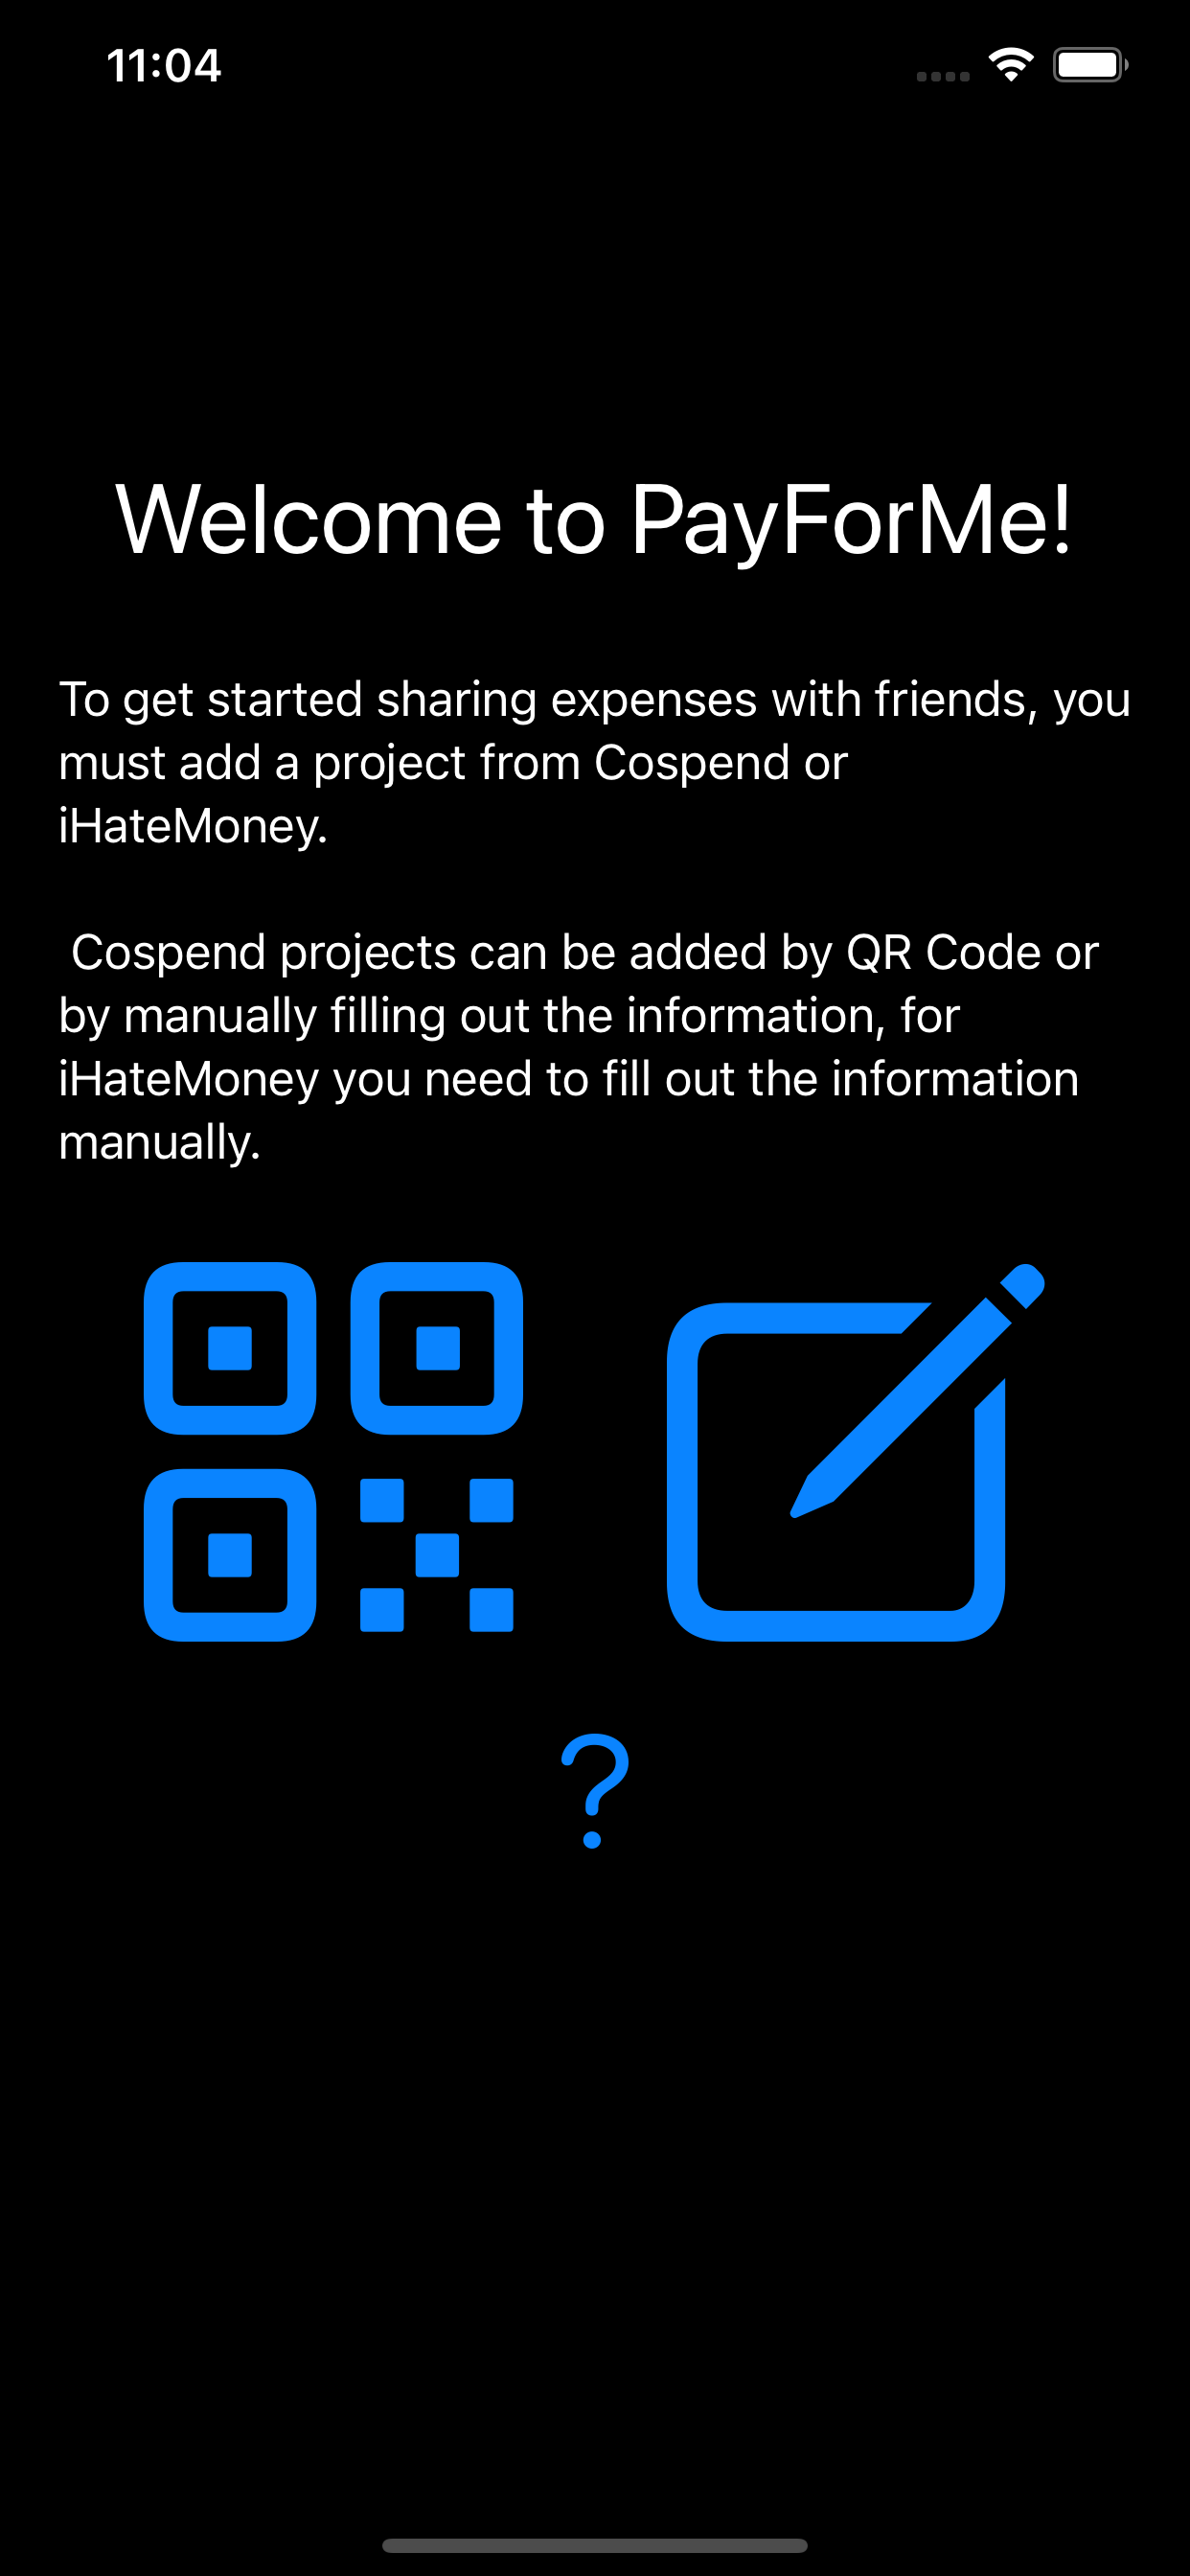 11:04
Welcome to PayForMe!
To get started sharing expenses with friends, you
must add a project from Cospend or
iHateMoney.
Cospend projects can be added by QR Code or
by manually filling out the information, for
iHateMoney you need to fill out the information
manually.
?